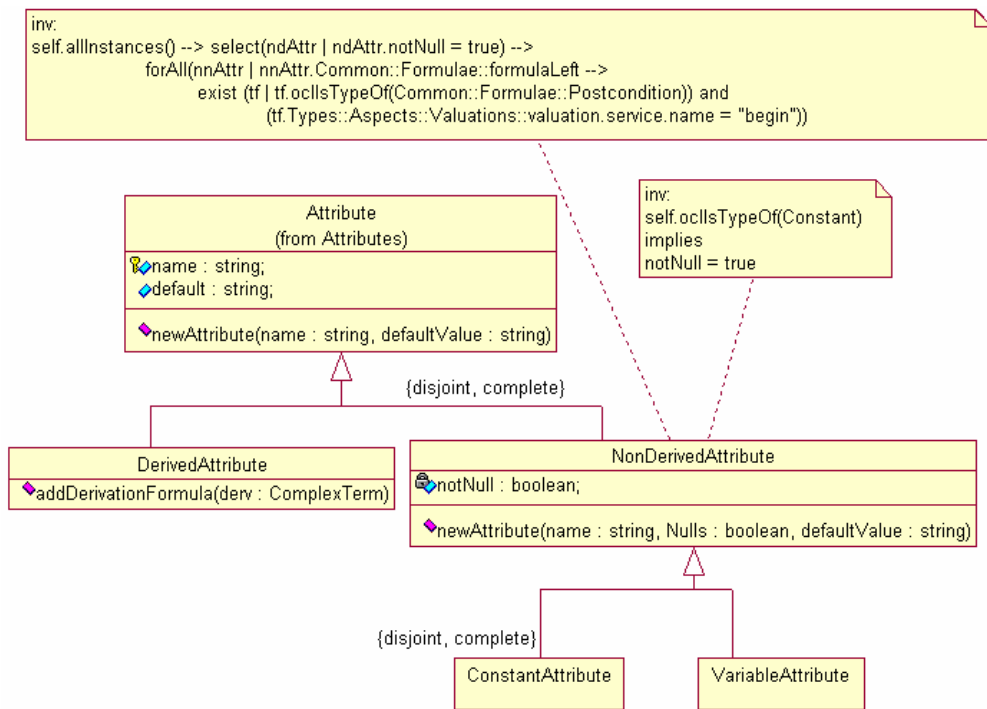 inv:
self.allInstances() --> select(ndAttr | ndAttr.notNull = true) -->
forAll(nnAttr | nnAttr.Common::Formulae::formulaLeft -->
exist (tf | tf.oclIsTypeOf(Common::Formulae::Postcondition)) and
(tf.Types::Aspects::Valuations::valuation.service.name = "begin"))
inv:
self.oclIsTypeOf(Constant)
implies
notNull = true
Attribute
(from Attributes)
name : string;
default : string;
newAttribute(name : string, defaultValue : string)
{disjoint, complete}
DerivedAttribute
addDerivationFormula(derv : ComplexTerm)
NonDerivedAttribute
notNull : boolean;
newAttribute(name : string, Nulls : boolean, defaultValue : string)
{disjoint, complete}
ConstantAttribute
VariableAttribute